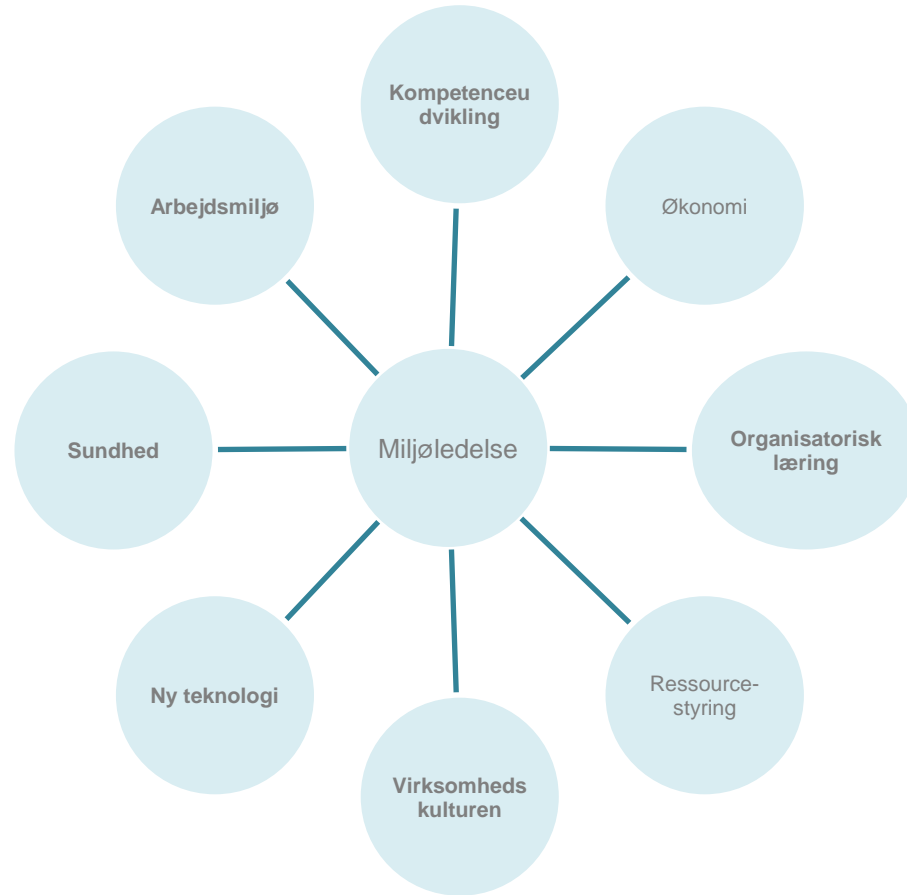 Kompetenceu
dvikling
Arbejdsmiljø
Økonomi
Sundhed
Miljøledelse
Organisatorisk
læring
Ny teknologi
Ressource-
styring
Virksomheds
kulturen